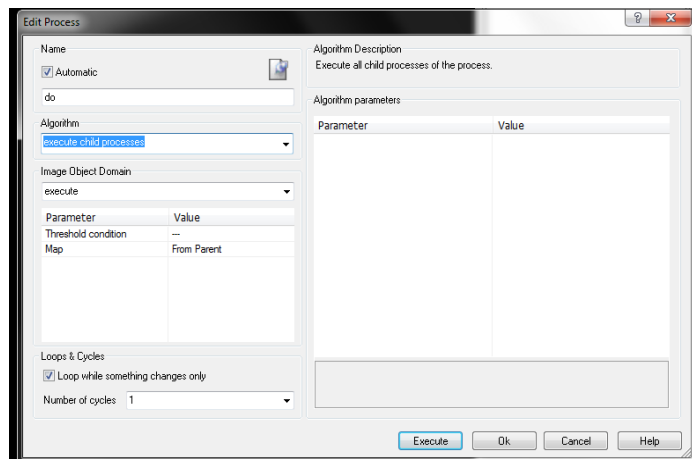 Edit Process
Name
Automatic
do
Algorithm
execute child processes
Image Object Domain
execute
Parameter Value
Threshold condition ---
Map From Parent
Loops & Cycles
Loop while something changes only
Number of cycles 1
Algorithm Description
Execute all child processes of the process.
Algorithm parameters
Parameter Value
Execute Ok Cancel Help